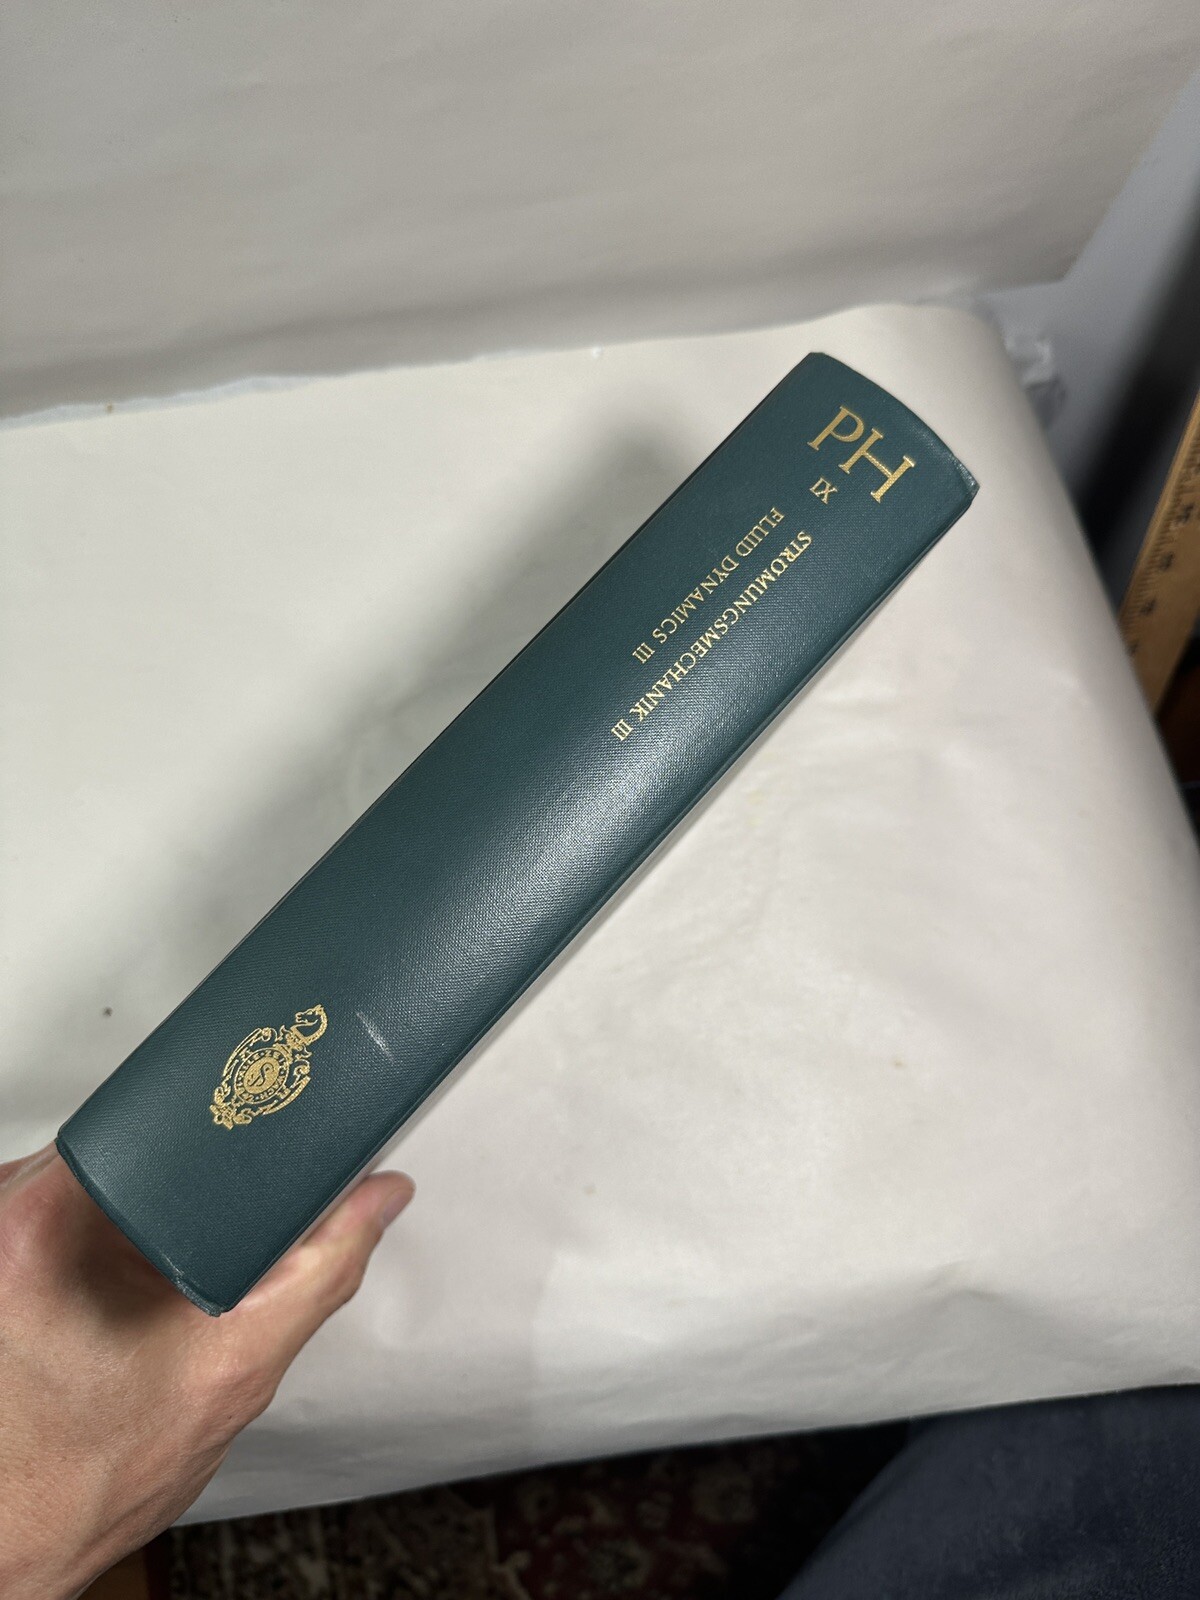 PH
IX
STRÖMUNGSMECHANIK III
FLUID DYNAMICS III
S